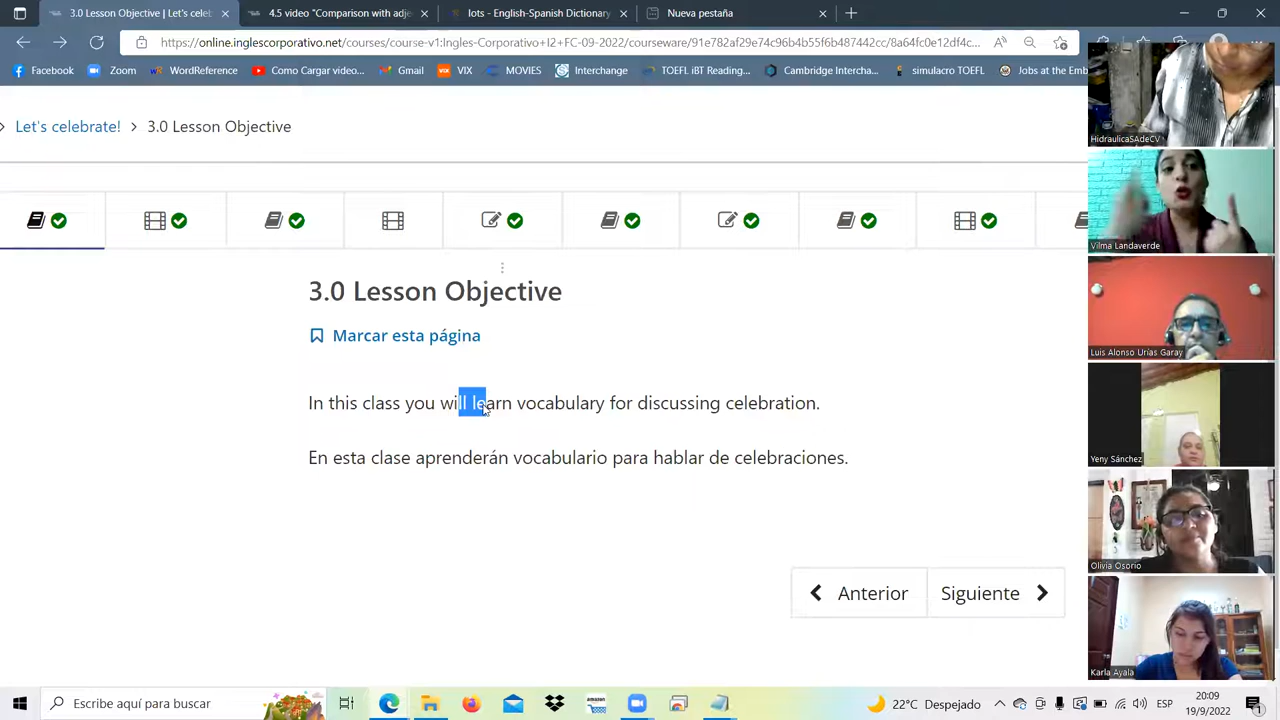 3.0 Lesson Objective | Let's celeb
4.5 video "Comparison with adje
lots - English-Spanish Dictionary
Nueva pestaña
https://online.inglescorporativo.net/courses/course-v1:Ingles-Corporativo+I2+FC-09-2022/courseware/91e782af29e74c96b4b55f6b487442cc/8a64fc0e12df4c...
Facebook
Zoom
WordReference
Como Cargar vídeo...
Gmail
VIX
MOVIES
Interchange
TOEFL iBT Reading...
Cambridge Intercha...
simulacro TOEFL
Jobs at the Emb
Let's celebrate! > 3.0 Lesson Objective
3.0 Lesson Objective
Marcar esta página
In this class you will learn vocabulary for discussing celebration.
En esta clase aprenderán vocabulario para hablar de celebraciones.
Anterior
Siguiente
HidraulicaSAdeCV
Vilma Landaverde
Luis Alonso Urías Garay
Yeny Sánchez
Olivia Osorio
Karla Ayala
Escribe aquí para buscar
22°C Despejado
ESP
20:09
19/9/2022